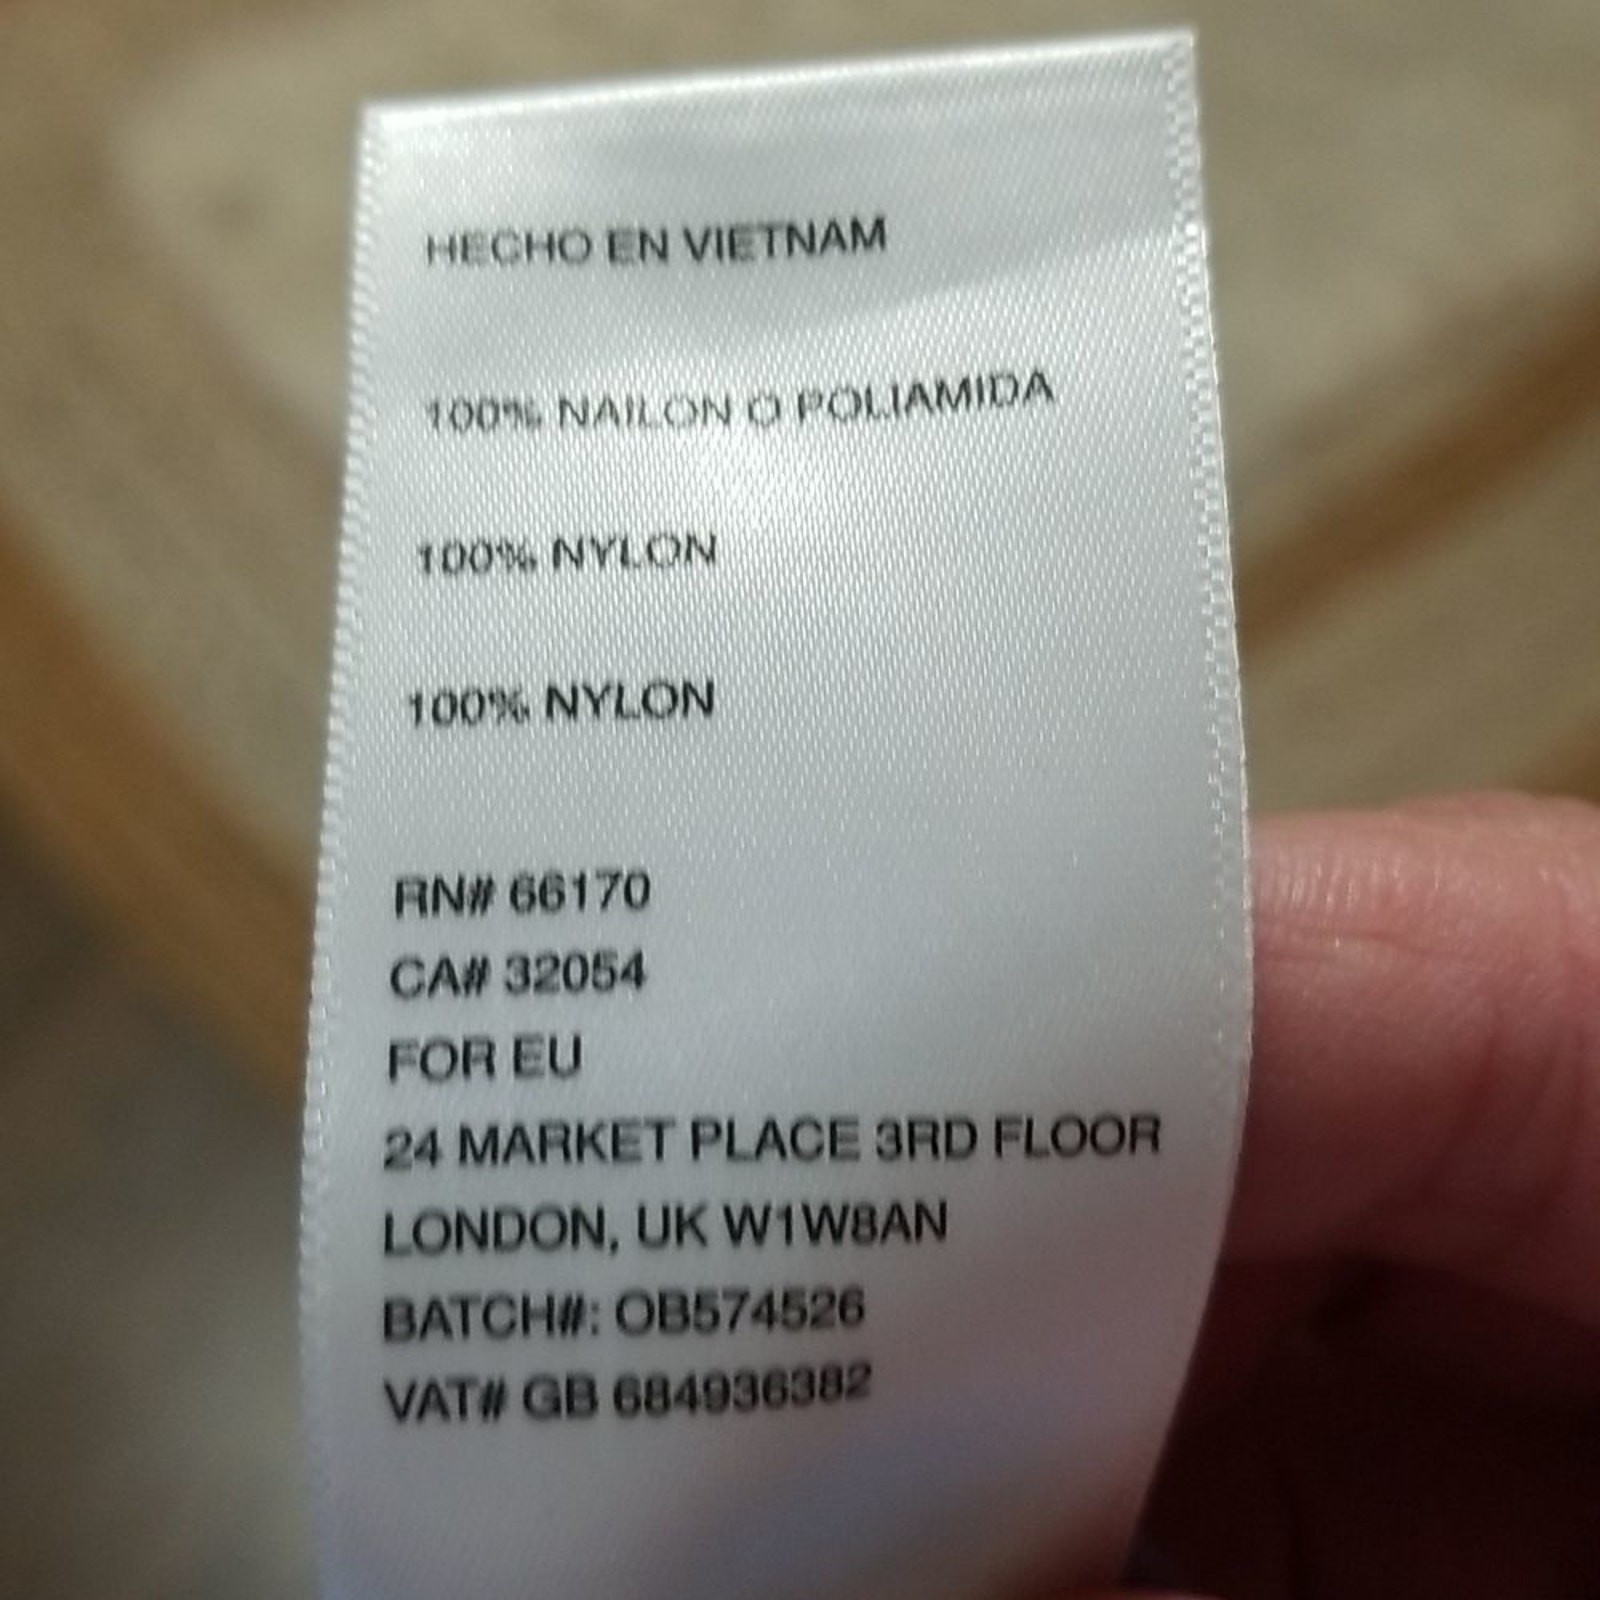 HECHO EN VIETNAM
100% NAILON O POLIAMIDA
100% NYLON
100% NYLON
RN# 66170
CA# 32054
FOR EU
24 MARKET PLACE 3RD FLOOR
LONDON, UK W1W8AN
BATCH#: OB574526
VAT# GB 684936382